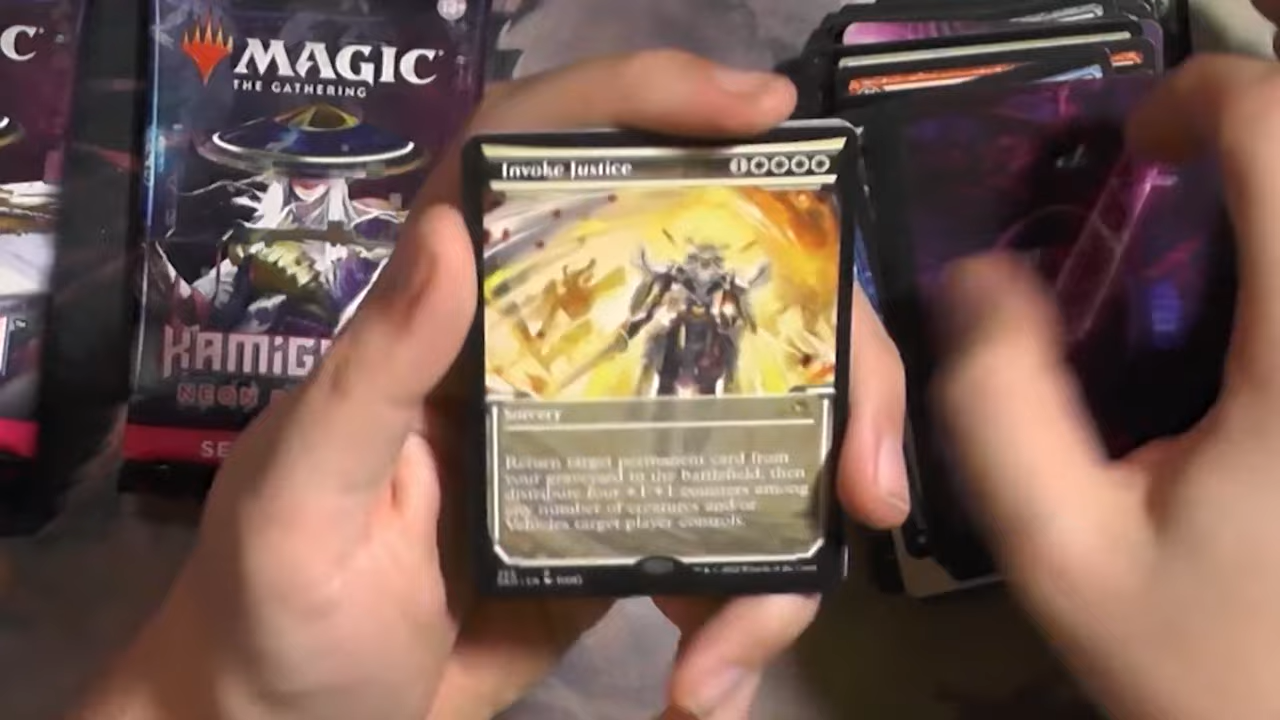 C
MAGIC
THE GATHERING
KAMIG
NEON
SE
Invoke Justice
1
Sorcery
Return target permanent card from
your graveyard to the battlefield, then
distribute four +1/+1 counters among
any number of creatures and/or
Vehicles target player controls.